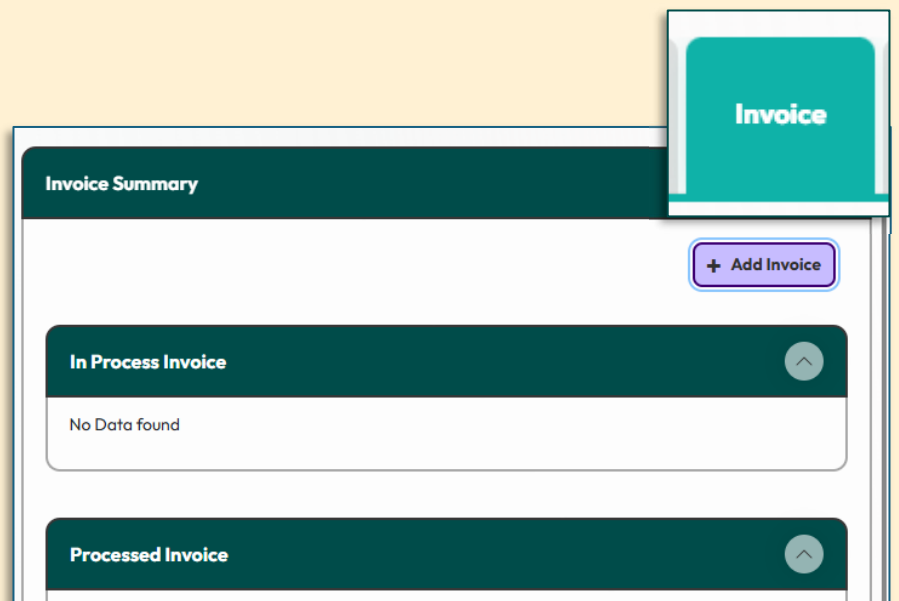 Invoice
Invoice Summary
+ Add Invoice
In Process Invoice
No Data found
Processed Invoice